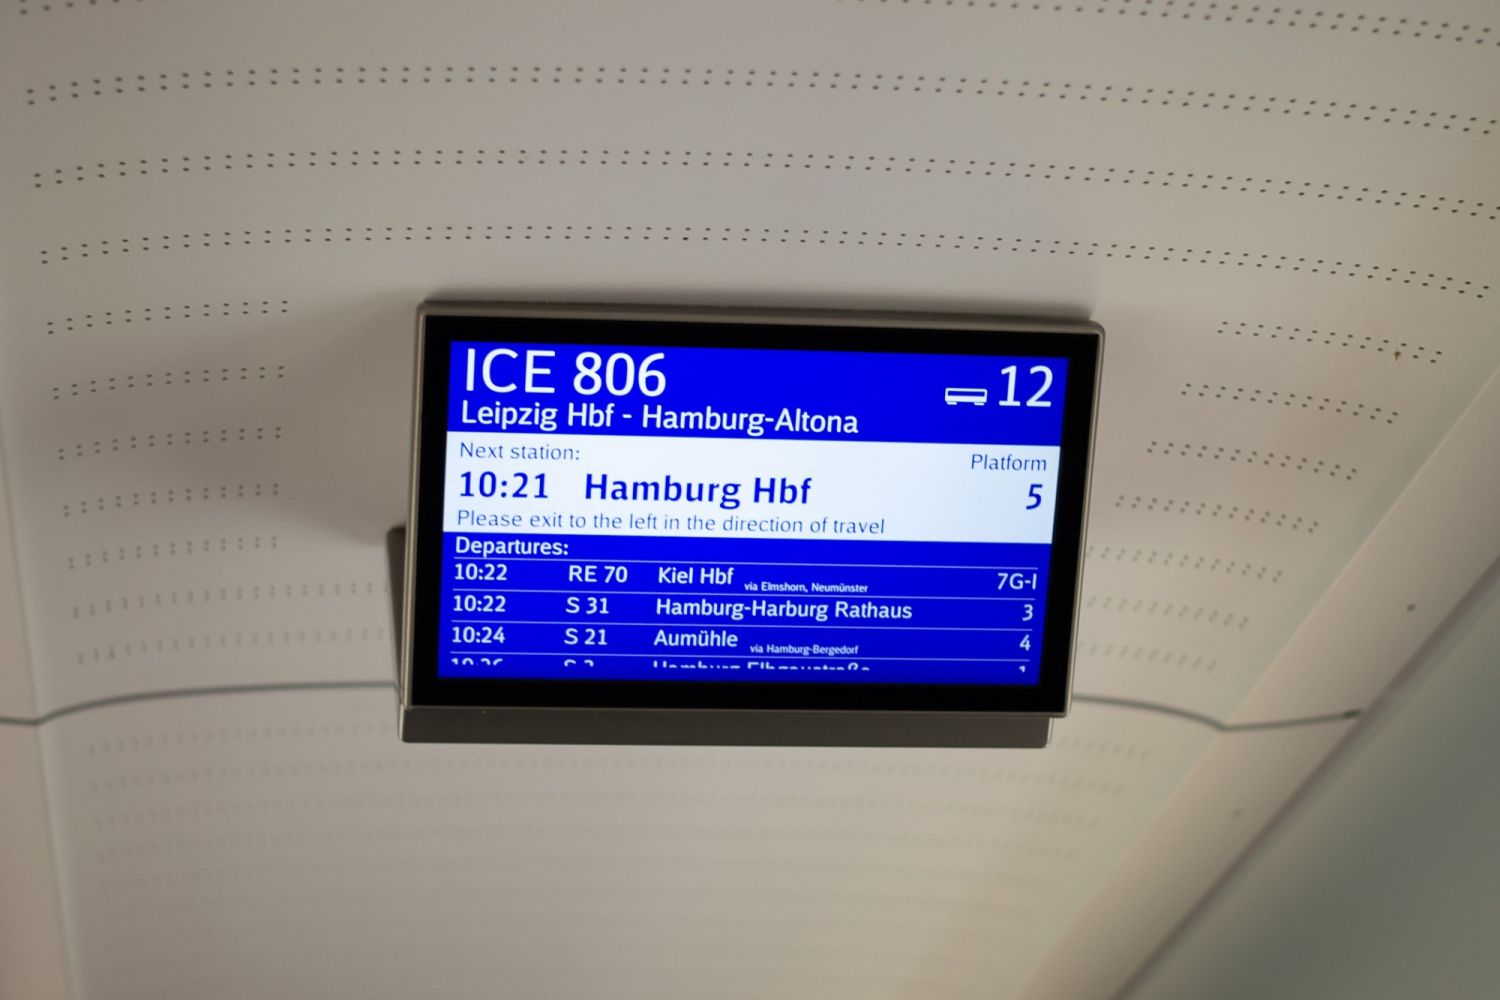 ICE 806 12
Leipzig Hbf - Hamburg-Altona
Next station: Platform
10:21 Hamburg Hbf 5
Please exit to the left in the direction of travel
Departures:
10:22 RE 70 Kiel Hbf via Elmshorn, Neumünster 7G-I
10:22 S 31 Hamburg-Harburg Rathaus 3
10:24 S 21 Aumühle via Hamburg-Bergedorf 4